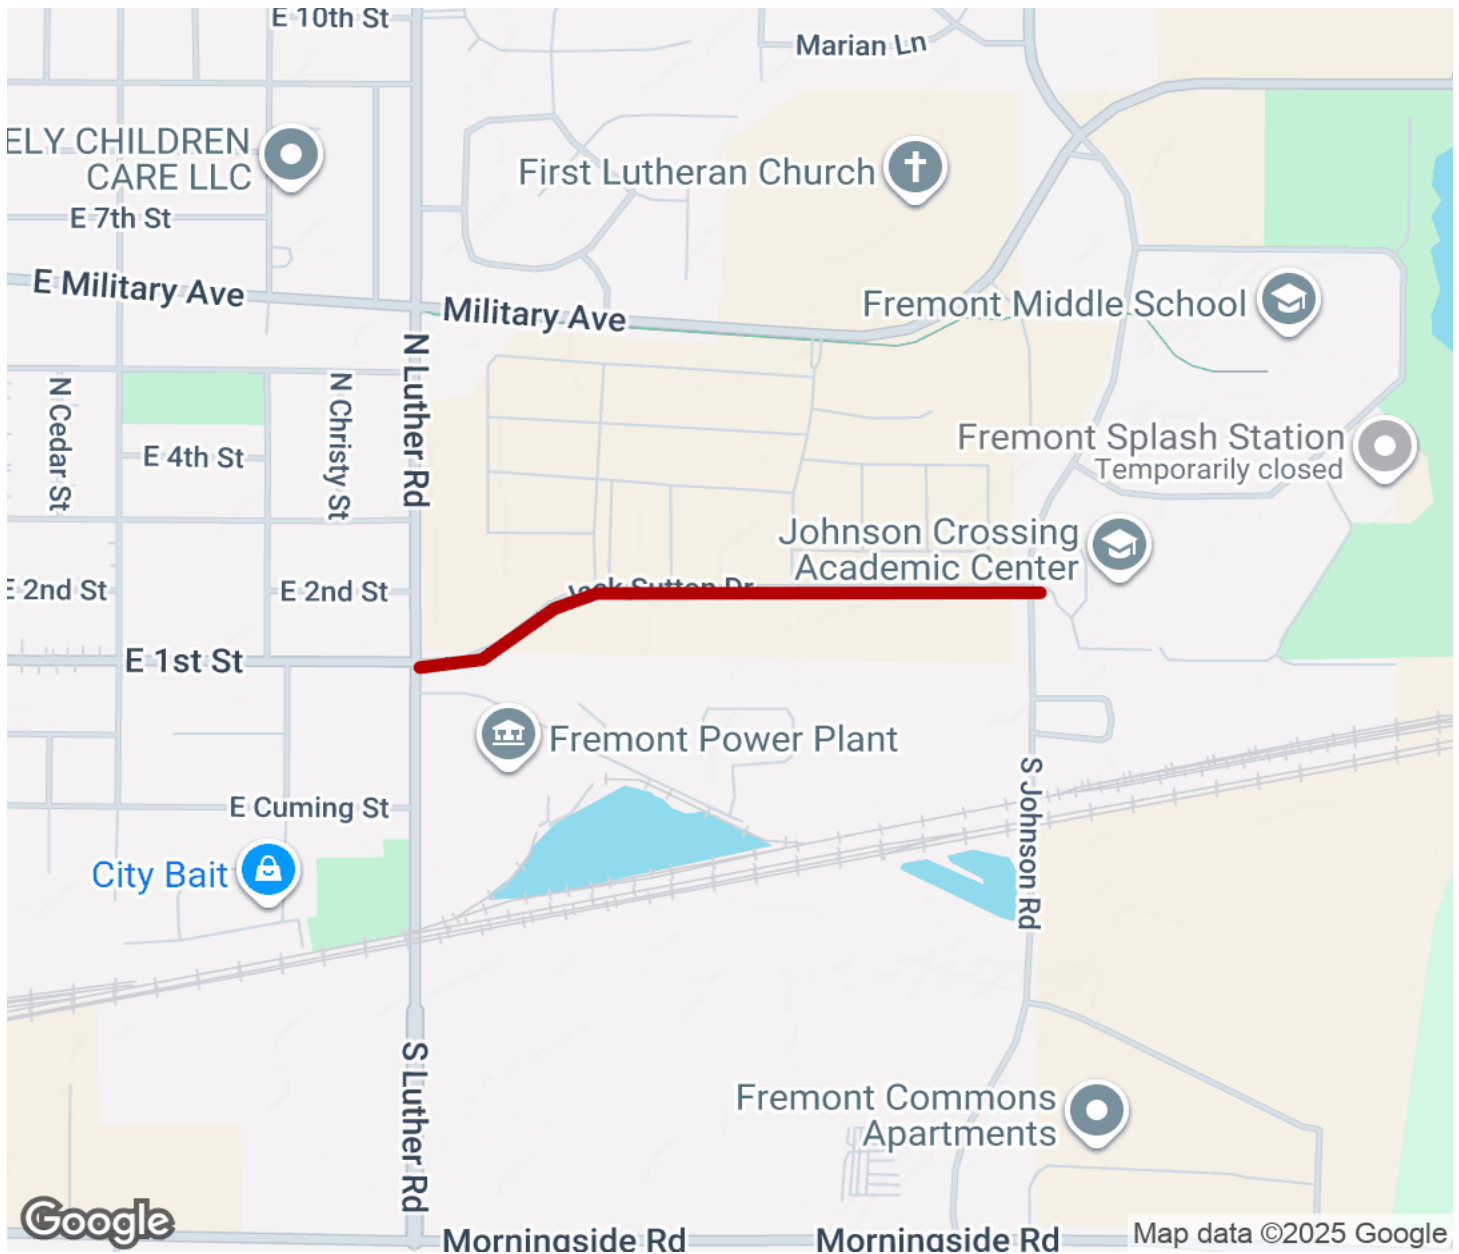 E 10th St
Marian Ln
ELY CHILDREN
CARE LLC
First Lutheran Church
E 7th St
E Military Ave
Military Ave
Fremont Middle School
N Luther Rd
N Cedar St
N Christy St
E 4th St
Fremont Splash Station
Temporarily closed
Johnson Crossing
Academic Center
E 2nd St
E 2nd St
Sutton Dr
E 1st St
Fremont Power Plant
S Johnson Rd
E Cuming St
City Bait
S Luther Rd
Fremont Commons
Apartments
Google
Morningside Rd
Morningside Rd
Map data ©2025 Google